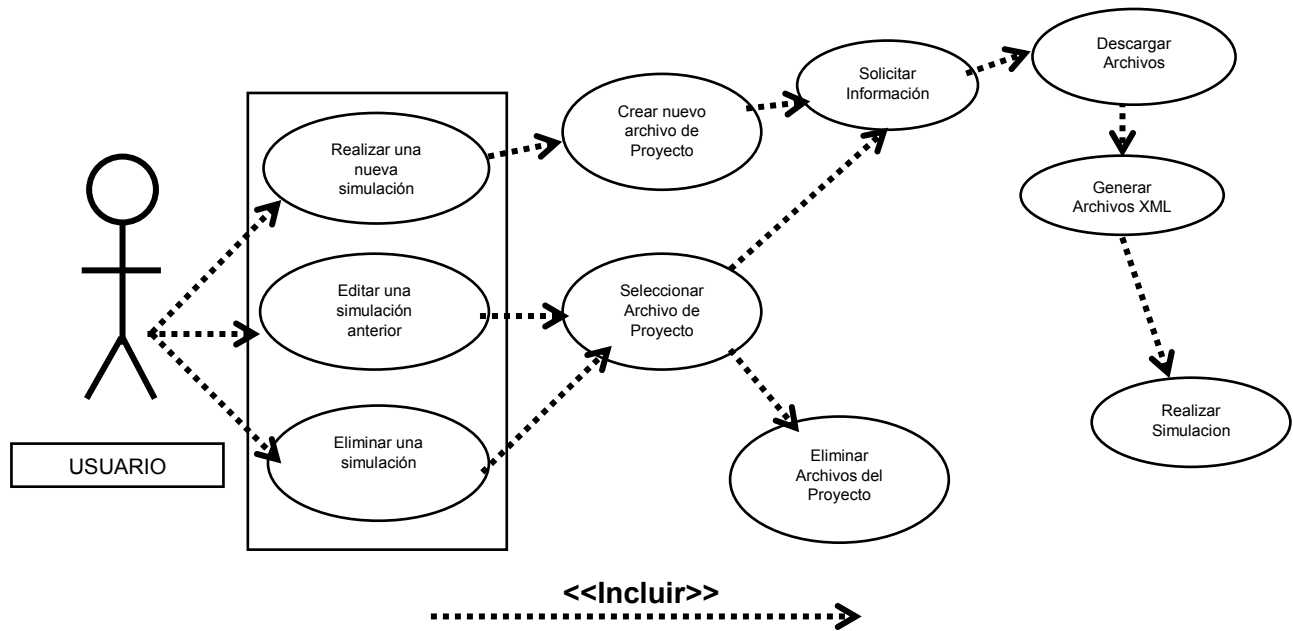 Descargar
Archivos
Solicitar
Información
Crear nuevo
archivo de
Proyecto
Realizar una
nueva
simulación
Generar
Archivos XML
Editar una
simulación
anterior
Seleccionar
Archivo de
Proyecto
Realizar
Simulacion
Eliminar una
simulación
Eliminar
Archivos del
Proyecto
USUARIO
<<Incluir>>